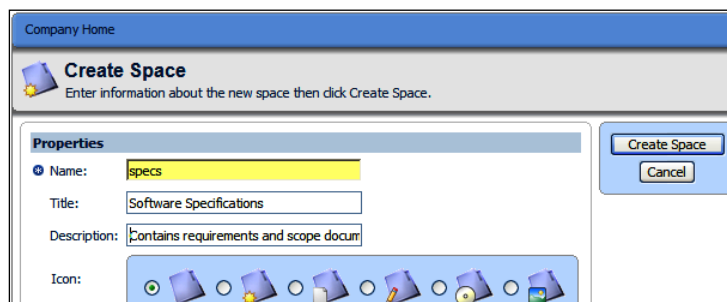 Company Home
Create Space
Enter information about the new space then click Create Space.
Properties
Name: specs
Title: Software Specifications
Description: Contains requirements and scope docum
Icon:
Create Space
Cancel